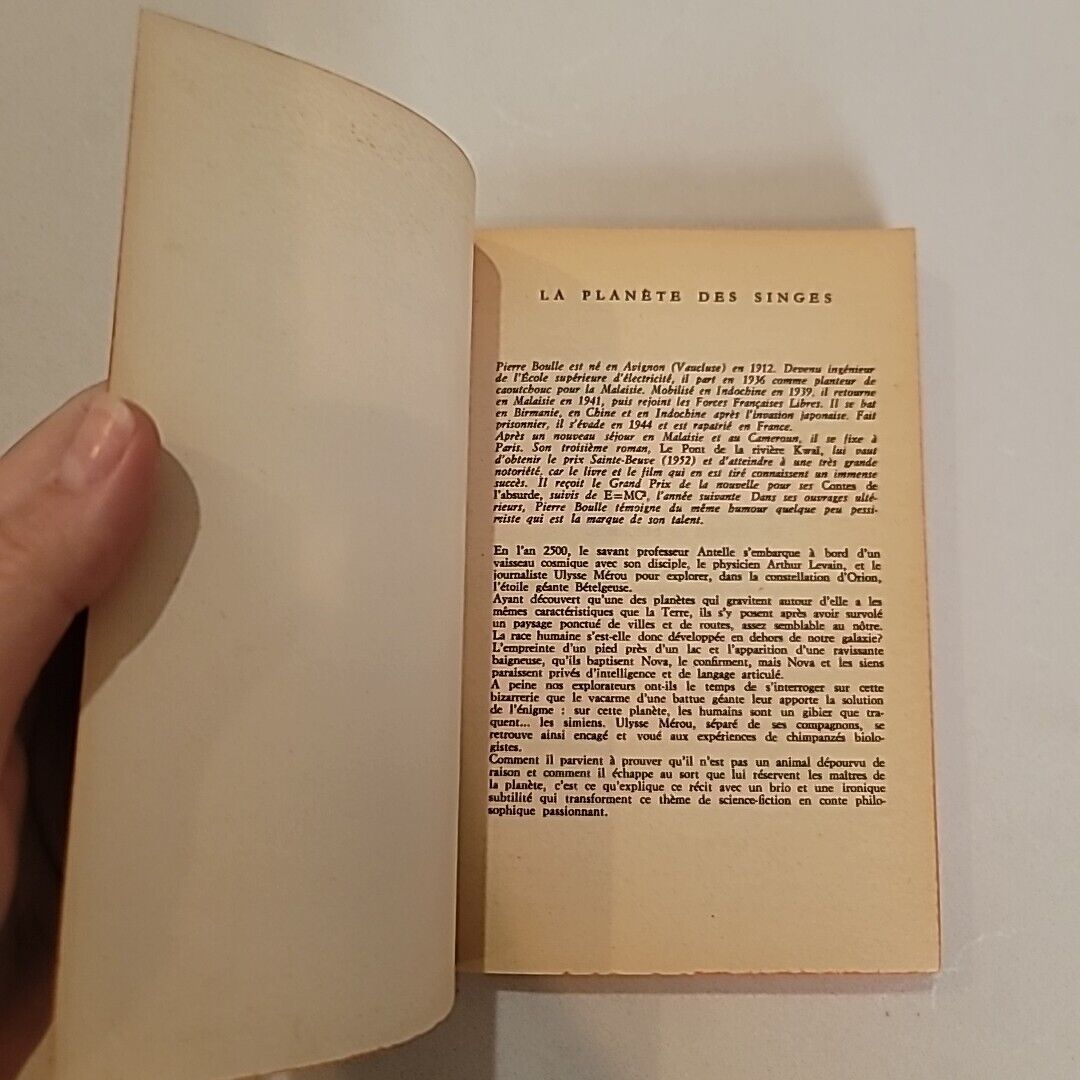 LA PLANÈTE DES SINGES
Pierre Boulle est né en Avignon (Vaucluse) en 1912. Devenu ingénieur
de l'École supérieure d'électricité, il part en 1936 comme planteur de
caoutchouc pour la Malaisie. Mobilisé en Indochine en 1939, il retourne
en Malaisie en 1941, puis rejoint les Forces Françaises Libres. Il se bat
en Birmanie, en Chine et en Indochine après l'invasion japonaise. Fait
prisonnier, il s'évade en 1944 et est rapatrié en France.
Après un nouveau séjour en Malaisie et au Cameroun, il se fixe à
Paris. Son troisième roman, Le Pont de la rivière Kwaï, lui vaut
d'obtenir le prix Sainte-Beuve (1952) et d'atteindre à une très grande
notoriété. car le livre et le film qui en est tiré connaissent un immense
succès. Il reçoit le Grand Prix de la nouvelle pour ses Contes de
l'absurde, suivis de E=MC², l'année suivante Dans ses ouvrages ulté-
rieurs, Pierre Boulle témoigne du même humour quelque peu pessi-
miste qui est la marque de son talent.
En l'an 2500, le savant professeur Antelle s'embarque à bord d'un
vaisseau cosmique avec son disciple, le physicien Arthur Levain, et le
journaliste Ulysse Mérou pour explorer, dans la constellation d'Orion,
l'étoile géante Bételgeuse.
Ayant découvert qu'une des planètes qui gravitent autour d'elle a les
mêmes caractéristiques que la Terre, ils s'y posent après avoir survolé
un paysage ponctué de villes et de routes, assez semblable au nôtre.
La race humaine s'est-elle donc développée en dehors de notre galaxie?
L'empreinte d'un pied près d'un lac et l'apparition d'une ravissante
baigneuse, qu'ils baptisent Nova, le confirment, mais Nova et les siens
paraissent privés d'intelligence et de langage articulé.
A peine nos explorateurs ont-ils le temps de s'interroger sur cette
bizarrerie que le vacarme d'une battue géante leur apporte la solution
de l'énigme : sur cette planète, les humains sont un gibier que tra-
quent... les simiens. Ulysse Mérou, séparé de ses compagnons, se
retrouve ainsi encagé et voué aux expériences de chimpanzés biolo-
gistes.
Comment il parvient à prouver qu'il n'est pas un animal dépourvu de
raison et comment il échappe au sort que lui réservent les maîtres de
la planète, c'est ce qu'explique ce récit avec un brio et une ironique
subtilité qui transforment ce thème de science-fiction en conte philo-
sophique passionnant.